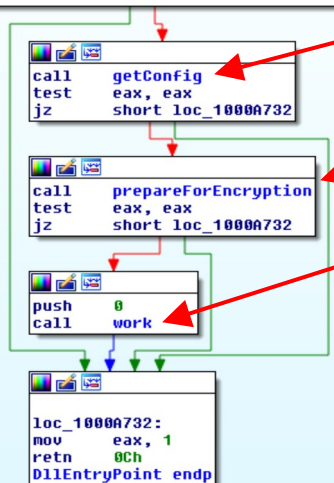 call getConfig
test eax, eax
jz short loc_1000A732
call prepareForEncryption
test eax, eax
jz short loc_1000A732
push 0
call work
loc_1000A732:
mov eax, 1
retn 0Ch
DllEntryPoint endp